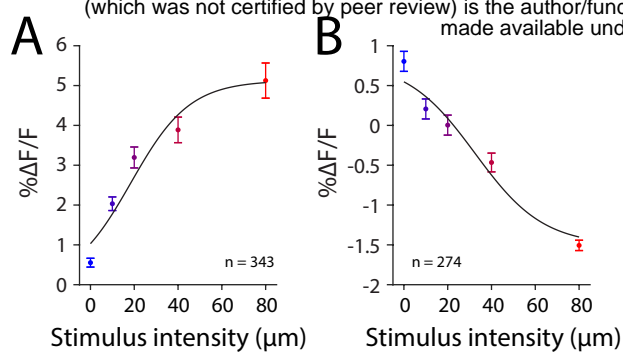 (which was not certified by peer review) is the author/fund
made available und
A
6
5
4
3
2
1
0
%ΔF/F
n = 343
0 20 40 60 80
Stimulus intensity (μm)
B
1
0.5
0
-0.5
-1
-1.5
-2
%ΔF/F
n = 274
0 20 40 60 80
Stimulus intensity (μm)